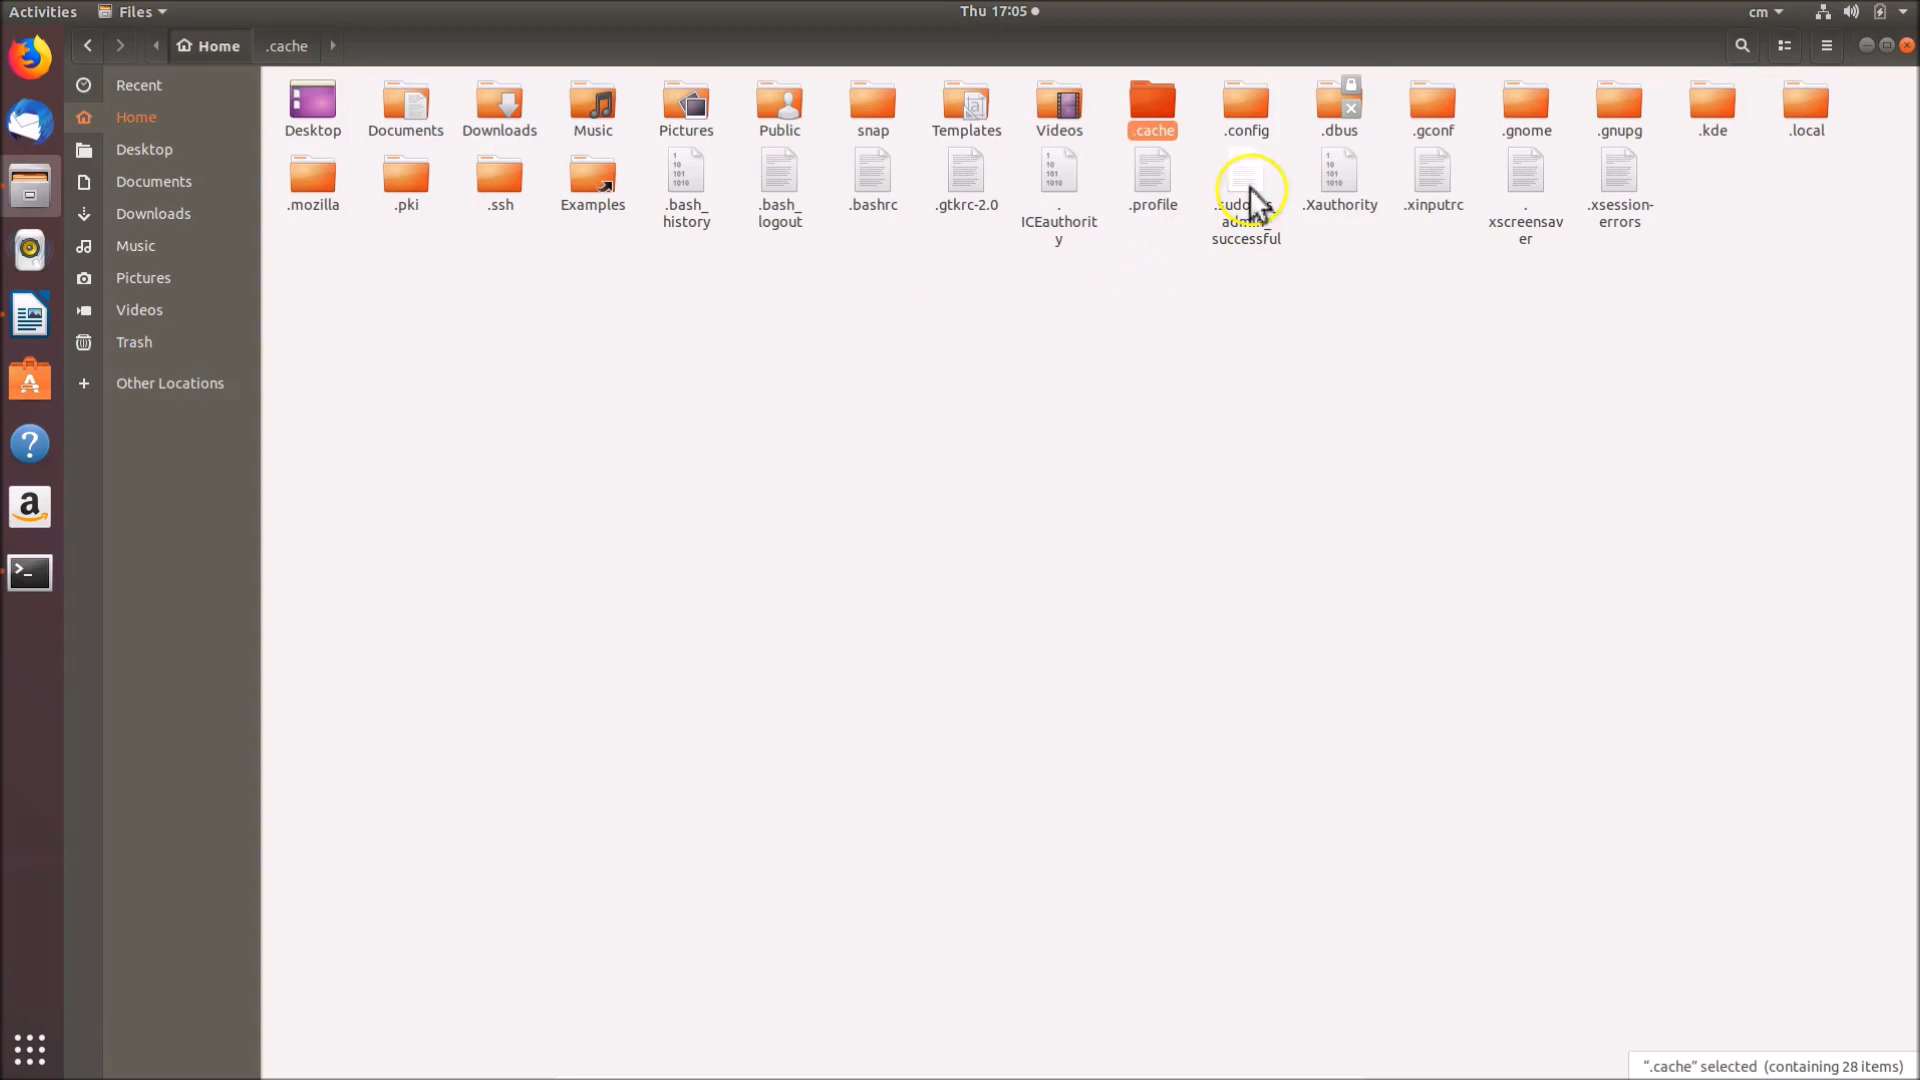 Activities Files Thu 17:05 cm
Home .cache
Recent
Home
Desktop
Documents
Downloads
Music
Pictures
Videos
Trash
Other Locations
Desktop Documents Downloads Music Pictures Public snap Templates Videos .cache .config .dbus .gconf .gnome .gnupg .kde .local
.mozilla .pki .ssh Examples .bash_ .bash_ .bashrc .gtkrc-2.0 . .profile .Xauthority .xinputrc . .xsession-
history logout ICEauthorit xscreensav errors
y successful er
".cache" selected (containing 28 items)